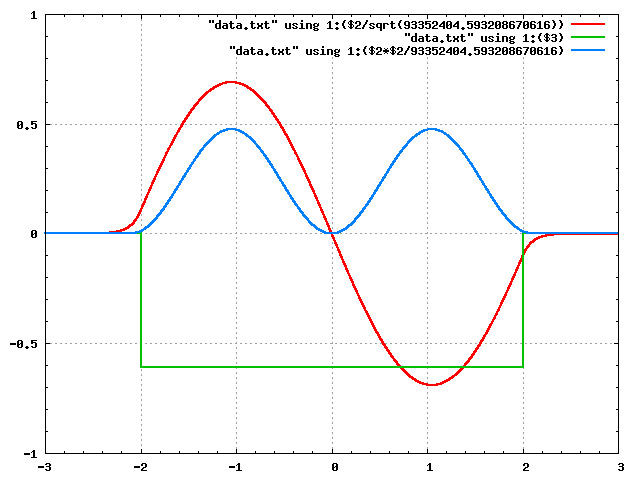 "data.txt" using 1:($2/sqrt(93352404.593208670616))
"data.txt" using 1:($3)
"data.txt" using 1:($2*$2/93352404.593208670616)
1
0.5
0
-0.5
-1
-3 -2 -1 0 1 2 3